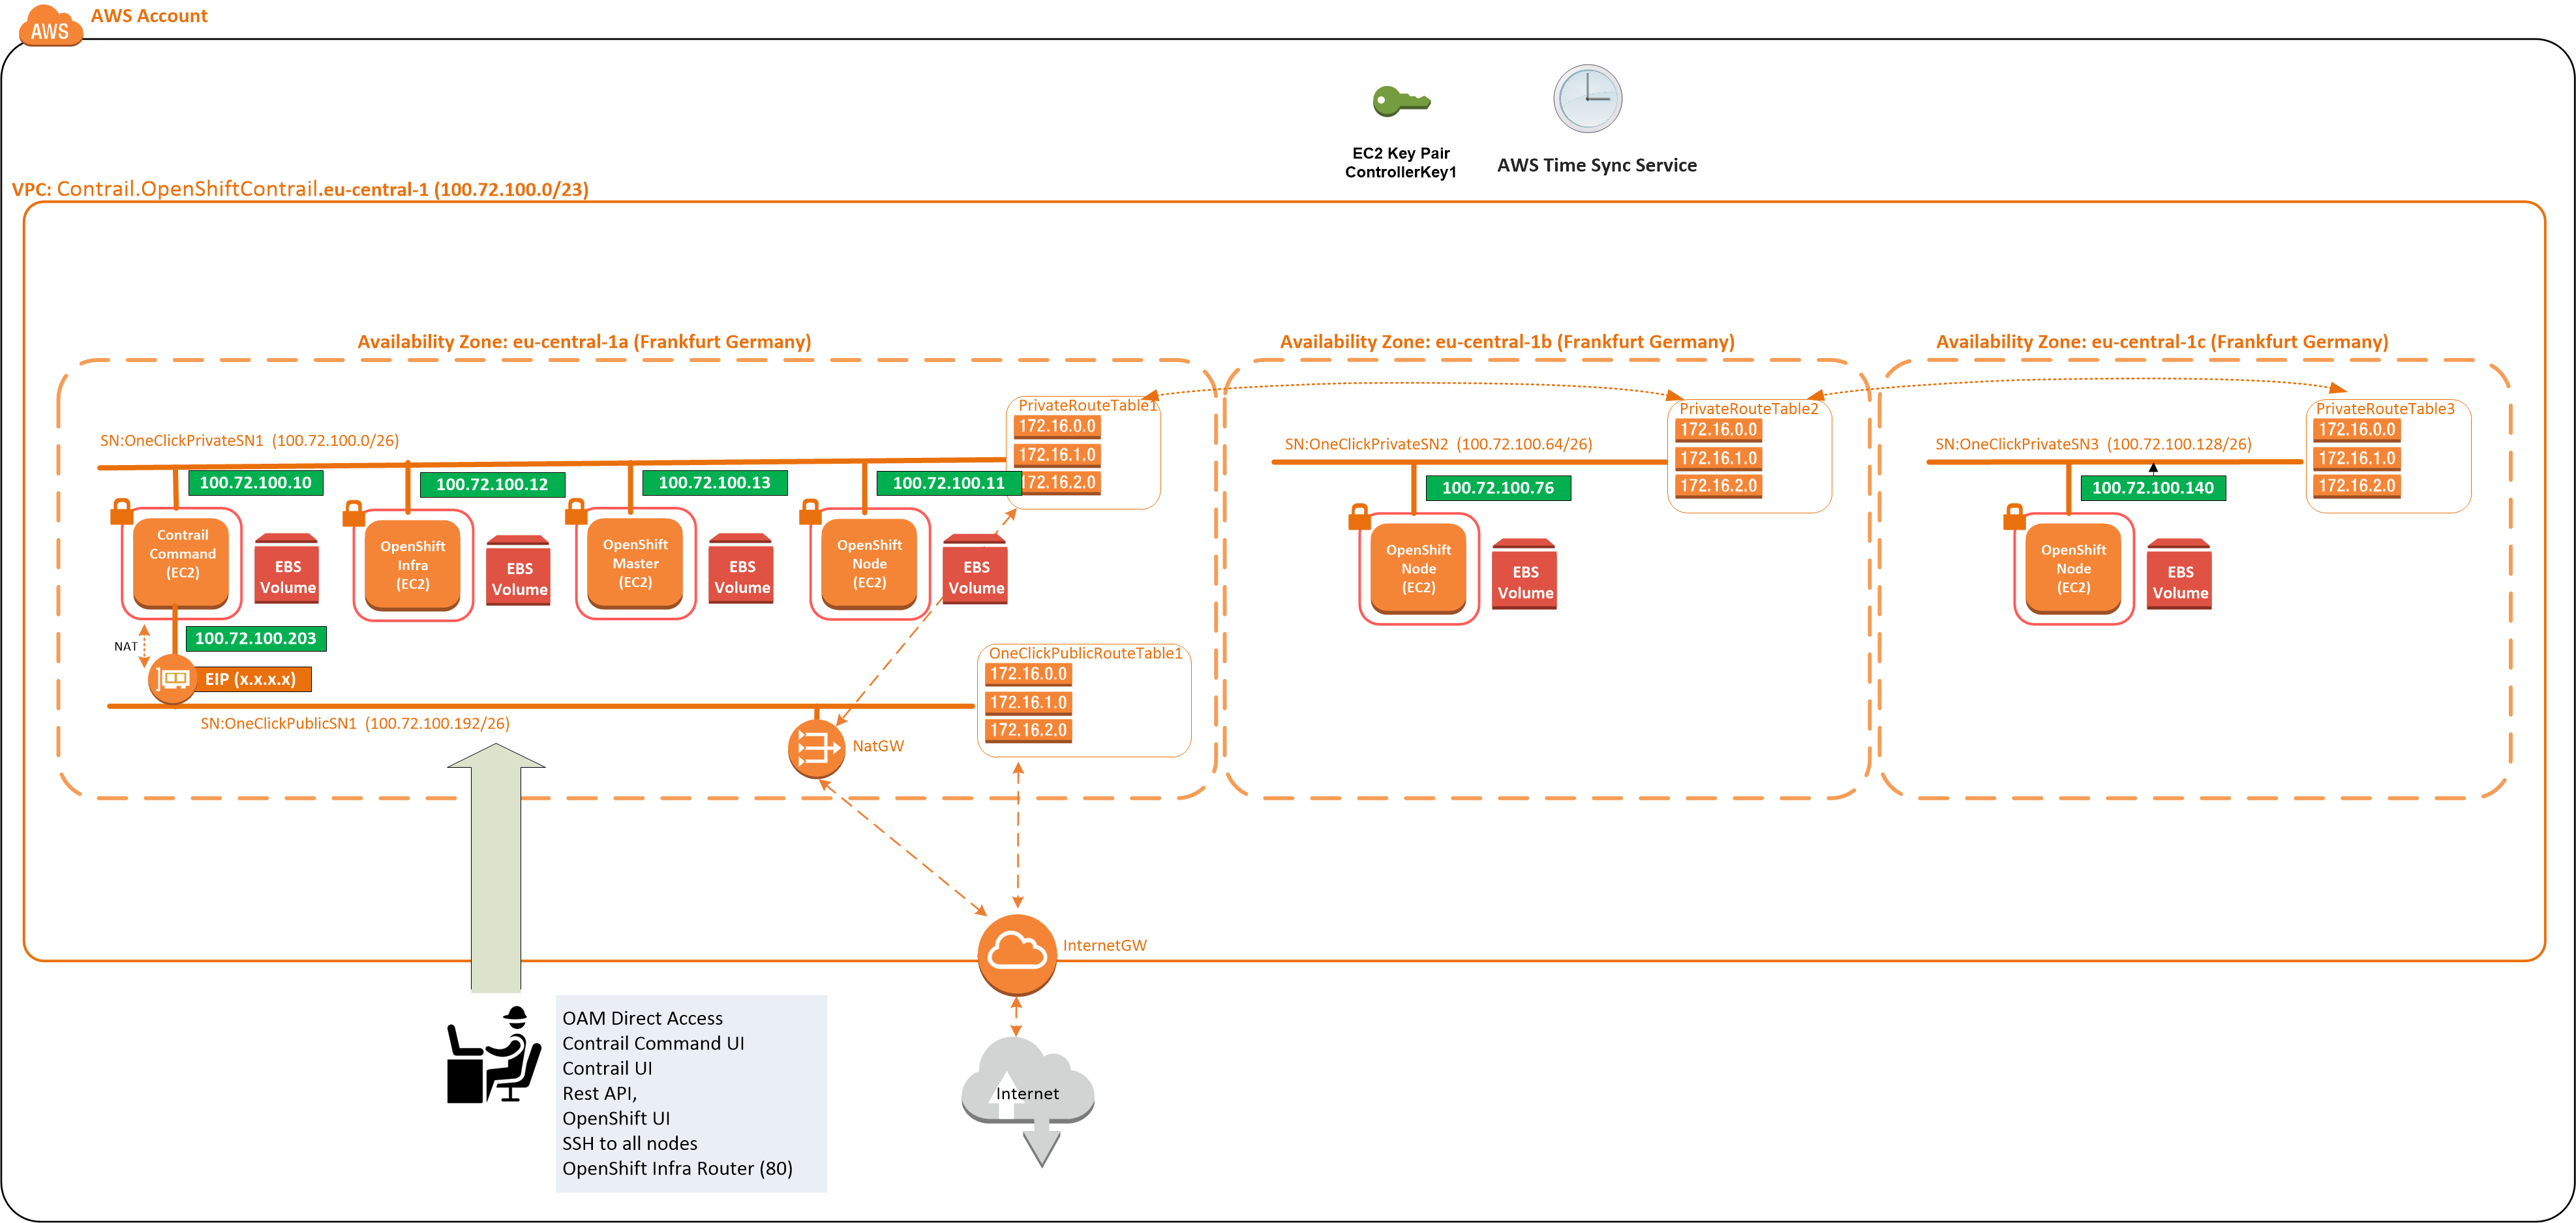 AWS
AWS Account
EC2 Key Pair
ControllerKey1
AWS Time Sync Service
VPC: Contrail.OpenShiftContrail.eu-central-1 (100.72.100.0/23)
Availability Zone: eu-central-1a (Frankfurt Germany)
SN:OneClickPrivateSN1 (100.72.100.0/26)
PrivateRouteTable1
172.16.0.0
172.16.1.0
172.16.2.0
100.72.100.10
100.72.100.12
100.72.100.13
100.72.100.11
Contrail
Command
(EC2)
EBS
Volume
OpenShift
Infra
(EC2)
EBS
Volume
OpenShift
Master
(EC2)
EBS
Volume
OpenShift
Node
(EC2)
EBS
Volume
NAT
100.72.100.203
EIP (x.x.x.x)
SN:OneClickPublicSN1 (100.72.100.192/26)
OneClickPublicRouteTable1
172.16.0.0
172.16.1.0
172.16.2.0
NatGW
Availability Zone: eu-central-1b (Frankfurt Germany)
SN:OneClickPrivateSN2 (100.72.100.64/26)
PrivateRouteTable2
172.16.0.0
172.16.1.0
172.16.2.0
100.72.100.76
OpenShift
Node
(EC2)
EBS
Volume
Availability Zone: eu-central-1c (Frankfurt Germany)
SN:OneClickPrivateSN3 (100.72.100.128/26)
PrivateRouteTable3
172.16.0.0
172.16.1.0
172.16.2.0
100.72.100.140
OpenShift
Node
(EC2)
EBS
Volume
InternetGW
Internet
OAM Direct Access
Contrail Command UI
Contrail UI
Rest API,
OpenShift UI
SSH to all nodes
OpenShift Infra Router (80)